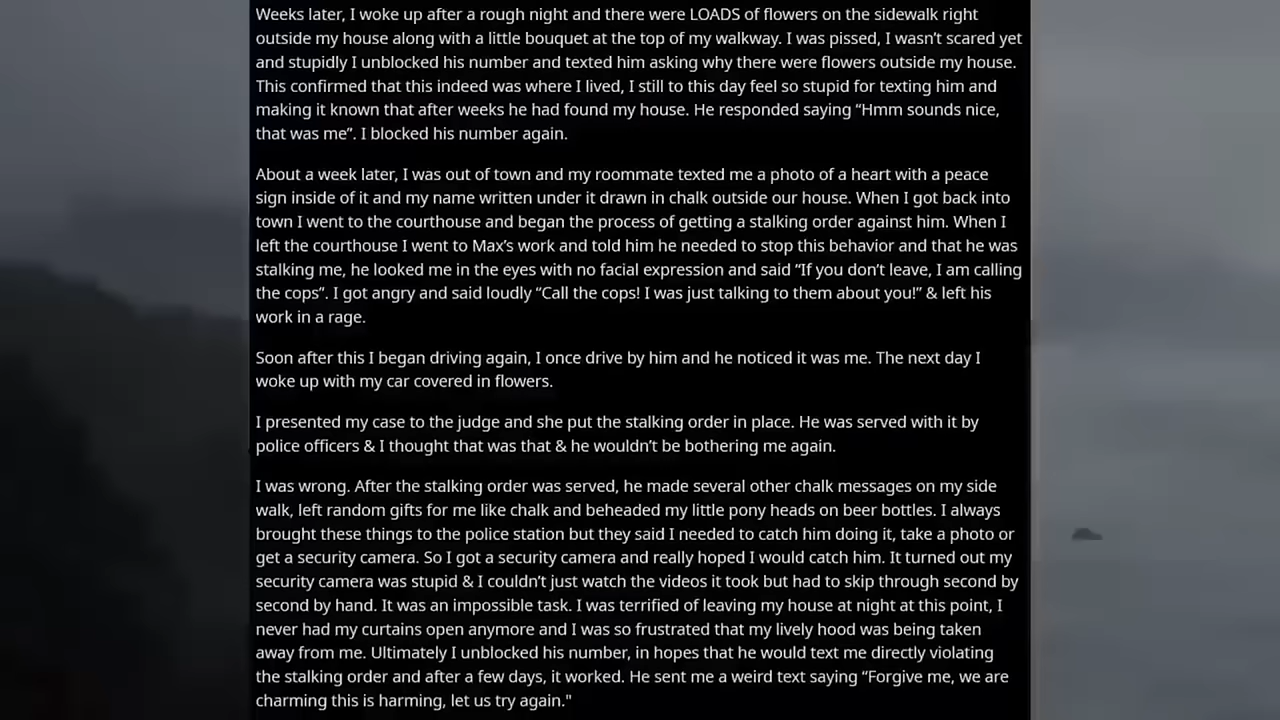 Weeks later, I woke up after a rough night and there were LOADS of flowers on the sidewalk right
outside my house along with a little bouquet at the top of my walkway. I was pissed, I wasn’t scared yet
and stupidly I unblocked his number and texted him asking why there were flowers outside my house.
This confirmed that this indeed was where I lived, I still to this day feel so stupid for texting him and
making it known that after weeks he had found my house. He responded saying “Hmm sounds nice,
that was me”. I blocked his number again.
About a week later, I was out of town and my roommate texted me a photo of a heart with a peace
sign inside of it and my name written under it drawn in chalk outside our house. When I got back into
town I went to the courthouse and began the process of getting a stalking order against him. When I
left the courthouse I went to Max’s work and told him he needed to stop this behavior and that he was
stalking me, he looked me in the eyes with no facial expression and said “If you don’t leave, I am calling
the cops”. I got angry and said loudly “Call the cops! I was just talking to them about you!” & left his
work in a rage.
Soon after this I began driving again, I once drive by him and he noticed it was me. The next day I
woke up with my car covered in flowers.
I presented my case to the judge and she put the stalking order in place. He was served with it by
police officers & I thought that was that & he wouldn’t be bothering me again.
I was wrong. After the stalking order was served, he made several other chalk messages on my side
walk, left random gifts for me like chalk and beheaded my little pony heads on beer bottles. I always
brought these things to the police station but they said I needed to catch him doing it, take a photo or
get a security camera. So I got a security camera and really hoped I would catch him. It turned out my
security camera was stupid & I couldn’t just watch the videos it took but had to skip through second by
second by hand. It was an impossible task. I was terrified of leaving my house at night at this point, I
never had my curtains open anymore and I was so frustrated that my lively hood was being taken
away from me. Ultimately I unblocked his number, in hopes that he would text me directly violating
the stalking order and after a few days, it worked. He sent me a weird text saying “Forgive me, we are
charming this is harming, let us try again."